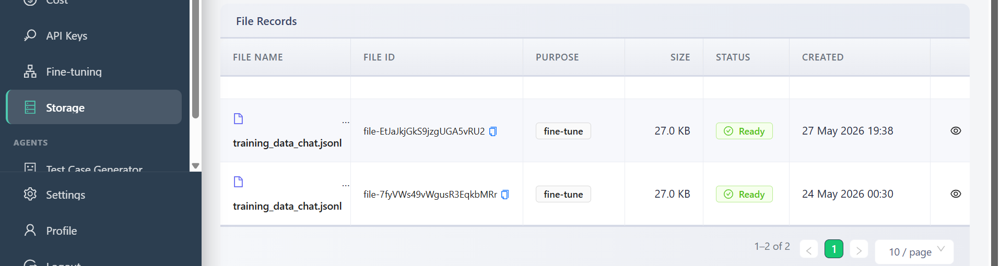 Cost
API Keys
Fine-tuning
Storage
AGENTS
Test Case Generator
Settings
Profile
Logout
File Records
FILE NAME FILE ID PURPOSE SIZE STATUS CREATED
...
training_data_chat.jsonl file-EtJaJkjGkS9jzgUGA5vRU2 fine-tune 27.0 KB Ready 27 May 2026 19:38
...
training_data_chat.jsonl file-7fyVWs49vWgusR3EqkbMRr fine-tune 27.0 KB Ready 24 May 2026 00:30
1–2 of 2 < 1 > 10 / page